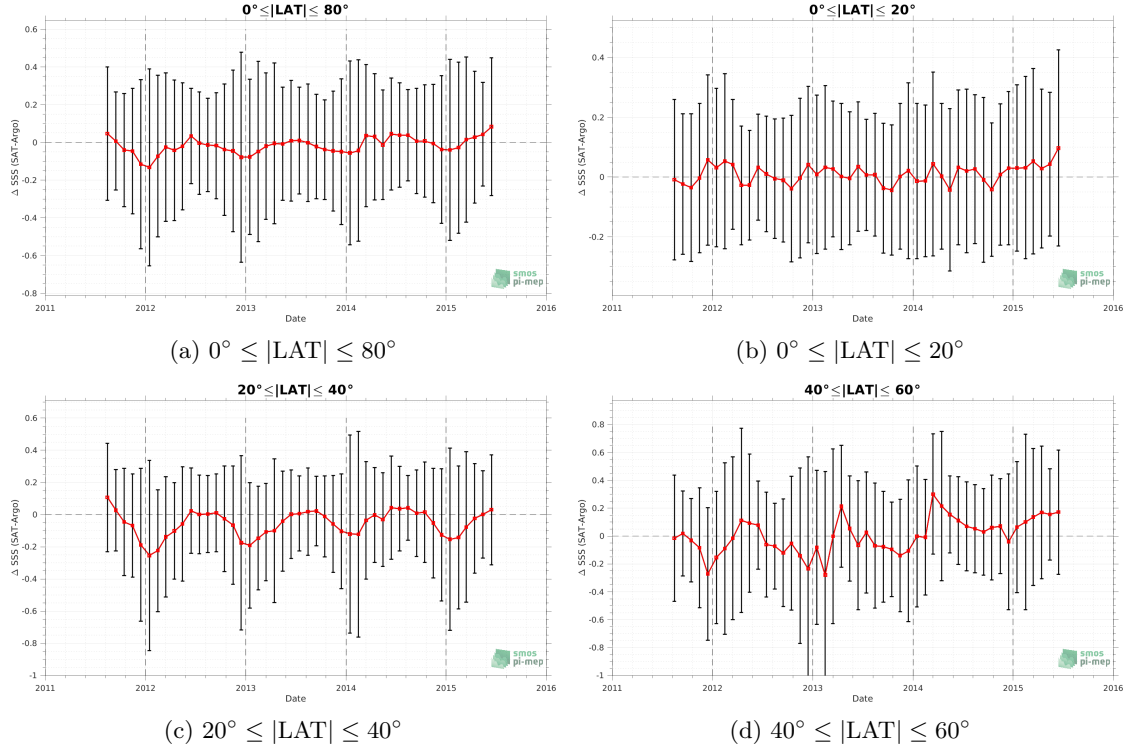 0°≤|LAT|≤ 80°
Δ SSS (SAT-Argo)
0.6
0.4
0.2
0
-0.2
-0.4
-0.6
-0.8
2011 2012 2013 2014 2015 2016
Date
smos
pi-mep
(a) 0° ≤ |LAT| ≤ 80°
0°≤|LAT|≤ 20°
Δ SSS (SAT-Argo)
0.4
0.2
0
-0.2
2011 2012 2013 2014 2015 2016
Date
smos
pi-mep
(b) 0° ≤ |LAT| ≤ 20°
20°≤|LAT|≤ 40°
Δ SSS (SAT-Argo)
0.6
0.4
0.2
0
-0.2
-0.4
-0.6
-0.8
-1
2011 2012 2013 2014 2015 2016
Date
smos
pi-mep
(c) 20° ≤ |LAT| ≤ 40°
40°≤|LAT|≤ 60°
Δ SSS (SAT-Argo)
0.8
0.6
0.4
0.2
0
-0.2
-0.4
-0.6
-0.8
-1
2011 2012 2013 2014 2015 2016
Date
smos
pi-mep
(d) 40° ≤ |LAT| ≤ 60°